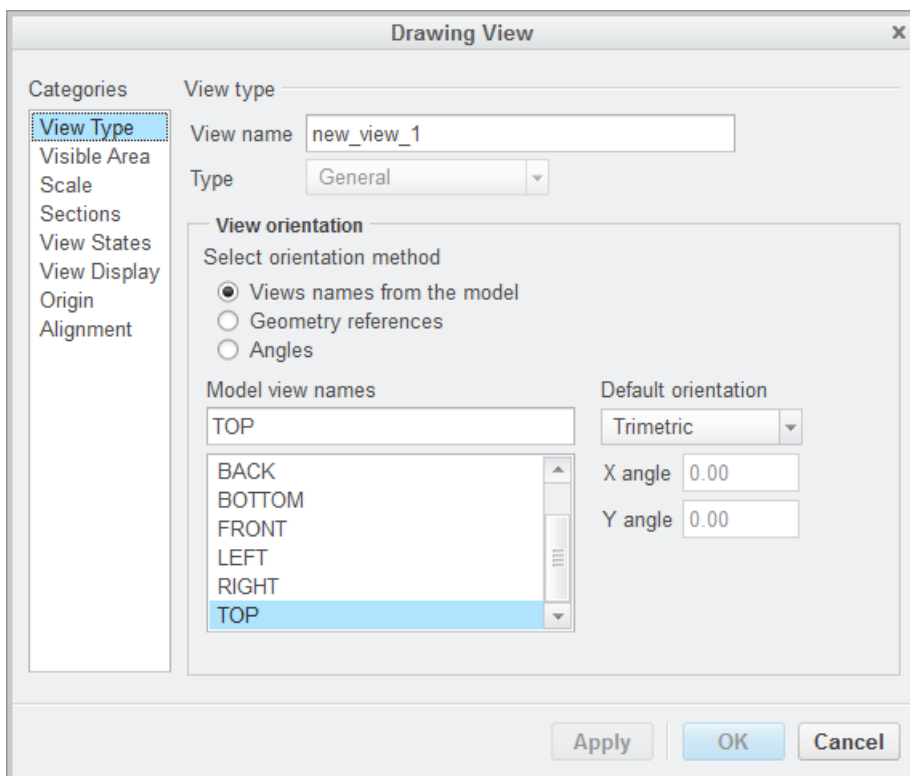 Drawing View x
Categories
View Type
Visible Area
Scale
Sections
View States
View Display
Origin
Alignment
View type
View name new_view_1
Type General
View orientation
Select orientation method
Views names from the model
Geometry references
Angles
Model view names
TOP
BACK
BOTTOM
FRONT
LEFT
RIGHT
TOP
Default orientation
Trimetric
X angle 0.00
Y angle 0.00
Apply OK Cancel